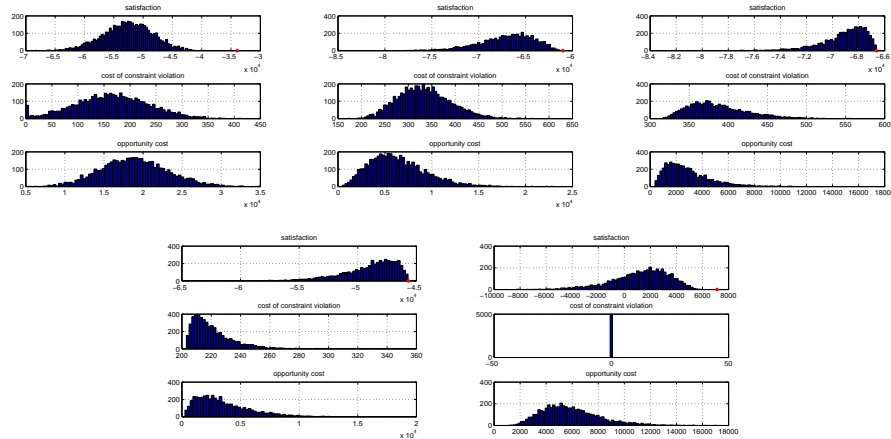 satisfaction
200
100
0
−7 −6.5 −6 −5.5 −5 −4.5 −4 −3.5 −3
x 10^4
cost of constraint violation
200
100
0
0 50 100 150 200 250 300 350 400 450
opportunity cost
200
100
0
0.5 1 1.5 2 2.5 3 3.5
x 10^4
satisfaction
400
200
0
−8.5 −8 −7.5 −7 −6.5 −6
x 10^4
cost of constraint violation
200
100
0
150 200 250 300 350 400 450 500 550 600 650
opportunity cost
200
100
0
0 0.5 1 1.5 2 2.5
x 10^4
satisfaction
400
200
0
−8.4 −8.2 −8 −7.8 −7.6 −7.4 −7.2 −7 −6.8 −6.6
x 10^4
cost of constraint violation
400
200
0
300 350 400 450 500 550 600
opportunity cost
400
200
0
0 2000 4000 6000 8000 10000 12000 14000 16000 18000
satisfaction
400
200
0
−6.5 −6 −5.5 −5 −4.5
x 10^4
cost of constraint violation
400
200
0
200 220 240 260 280 300 320 340 360
opportunity cost
400
200
0
0 0.5 1 1.5 2
x 10^4
satisfaction
400
200
0
−10000 −8000 −6000 −4000 −2000 0 2000 4000 6000 8000
cost of constraint violation
5000
0
−50 0 50
opportunity cost
400
200
0
0 2000 4000 6000 8000 10000 12000 14000 16000 18000